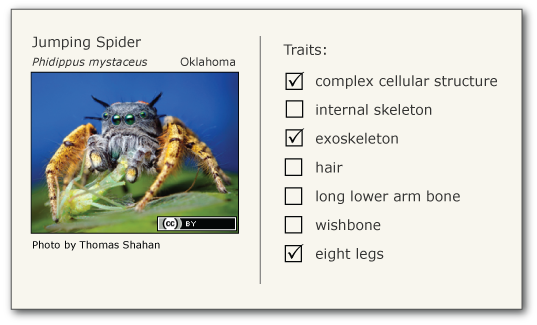 Jumping Spider
Phidippus mystaceus Oklahoma
cc BY
Photo by Thomas Shahan
Traits:
complex cellular structure
internal skeleton
exoskeleton
hair
long lower arm bone
wishbone
eight legs